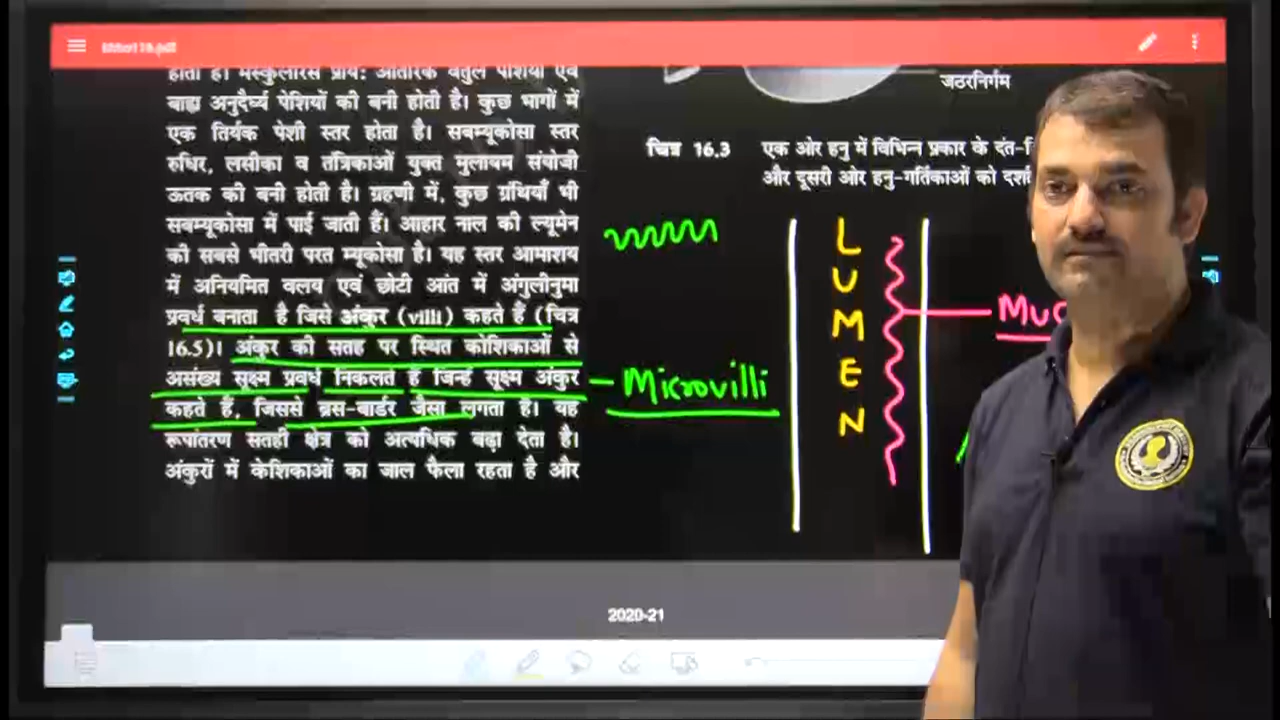 होती है। मस्कुलारिस प्राय: आंतरिक वर्तुल पेशियों एवं
बाह्य अनुदैर्घ्य पेशियों की बनी होती है। कुछ भागों में
एक तिर्यक पेशी स्तर होता है। सबम्यूकोसा स्तर
रुधिर, लसीका व तंत्रिकाओं युक्त मुलायम संयोजी
ऊतक की बनी होती है। ग्रहणी में, कुछ ग्रंथियाँ भी
सबम्यूकोसा में पाई जाती हैं। आहार नाल की ल्यूमेन
की सबसे भीतरी परत म्यूकोसा है। यह स्तर आमाशय
में अनियमित वलय एवं छोटी आंत में अंगुलीनुमा
प्रवर्ध बनाता है जिसे अंकुर (villi) कहते हैं (चित्र
16.5)। अंकुर की सतह पर स्थित कोशिकाओं से
असंख्य सूक्ष्म प्रवर्ध निकलते हैं जिन्हें सूक्ष्म अंकुर
कहते हैं, जिससे ब्रस-बार्डर जैसा लगता है। यह
रूपांतरण सतही क्षेत्र को अत्यधिक बढ़ा देता है।
अंकुरों में केशिकाओं का जाल फैला रहता है और
जठरनिर्गम
चित्र 16.3 एक ओर हनु में विभिन्न प्रकार के
और दूसरी ओर हनु-गर्तिकाओं को
LUMEN
Microvilli
2020-21